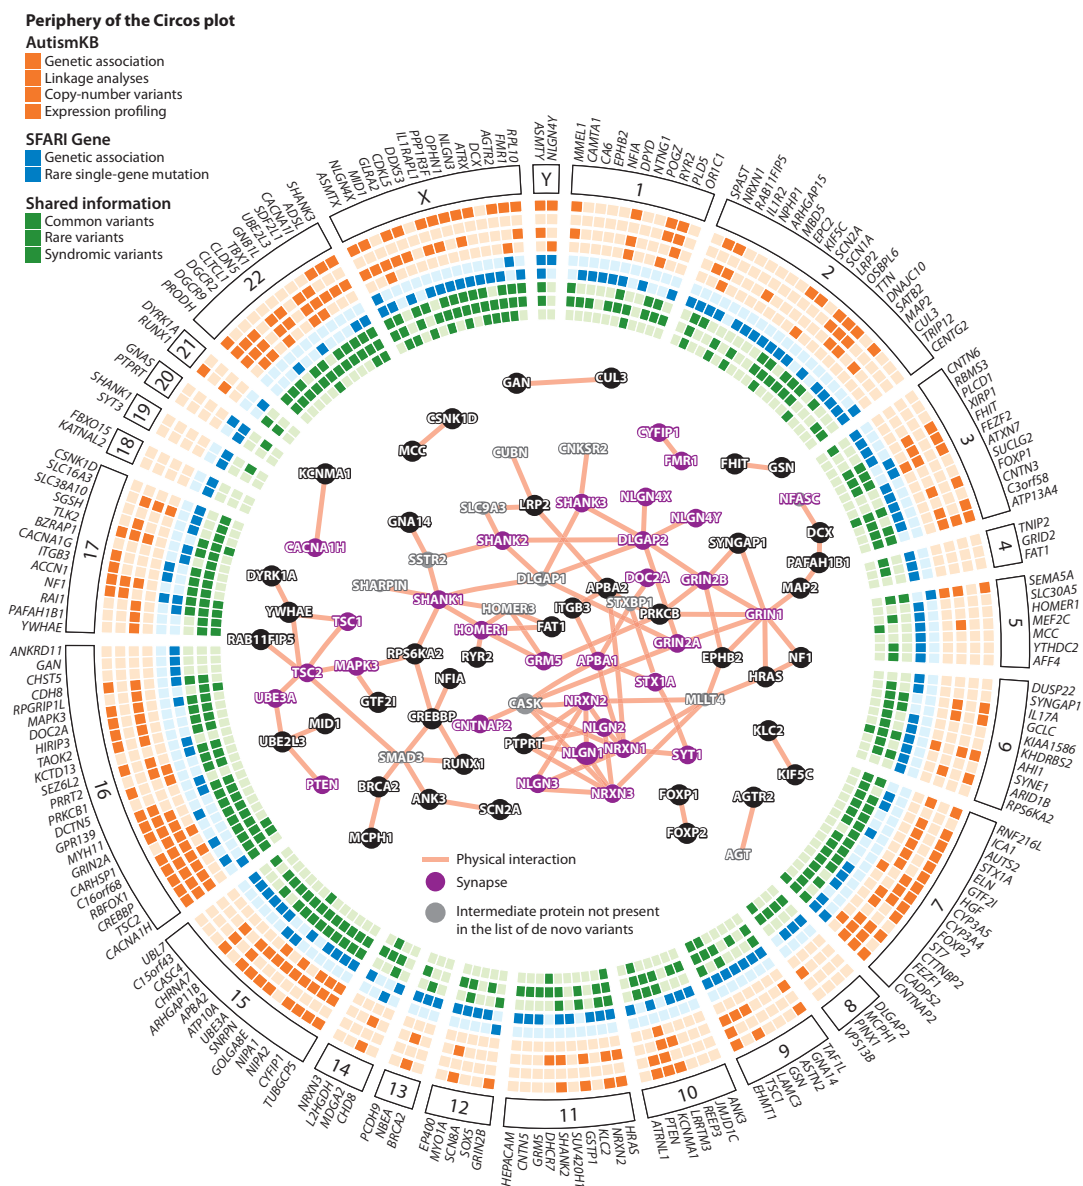 Periphery of the Circos plot
AutismKB
Genetic association
Linkage analyses
Copy-number variants
Expression profiling
SFARI Gene
Genetic association
Rare single-gene mutation
Shared information
Common variants
Rare variants
Syndromic variants
Y
ASMTY
NLGN4Y
1
MMEL1
CAMTA1
CA6
EPHB2
NFIA
DPYD
NTNG1
POGZ
RYR2
PLD5
OR1C1
2
SPAST
NRXN1
RAB11FIP5
IL1R2
NPHP1
ARHGAP15
MBD5
EPC2
KIF5C
SCN2A
SCN1A
LRP2
OSBPL6
TTN
DNAJC10
SATB2
MAP2
CUL3
TRIP12
CENTG2
3
CNTN6
RBMS3
PLCD1
XIRP1
FHIT
FEZF2
ATXN7
SUCLG2
FOXP1
CNTN3
C3orf58
ATP13A4
4
TNIP2
GRID2
FAT1
5
SEMA5A
SLC30A5
HOMER1
MEF2C
MCC
YTHDC2
AFF4
9
DUSP22
SYNGAP1
IL17A
GCLC
KIAA1586
KHDRBS2
AHI1
SYNE1
ARID1B
RPS6KA2
7
RNF216L
ICA1
AUTS2
STX1A
ELN
GTF2I
HGF
CYP3A5
CYP3A4
FOXP2
ST7
CTTNBP2
FEZF1
CADPS2
CNTNAP2
8
DLGAP2
MCPH1
PINX1
VPS13B
9
TAF1L
GNA14
ASTN2
GSN
LAMC3
TSC1
EHMT1
10
ANK3
JMJD1C
REEP3
LRRTM3
KCNMA1
PTEN
ATRNL1
11
HRAS
NRXN2
KLC2
GSTP1
SUV420H1
SHANK2
DHCR7
GRM5
CNTN5
HEPACAM
12
GRIN2B
SOX5
SCN8A
MYO1A
EP400
13
BRCA2
NBEA
PCDH9
14
CHD8
MDGA2
L2HGDH
NRXN3
15
TUBGCP5
CYFIP1
NIPA2
NIPA1
GOLGA8E
SNRPN
UBE3A
ATP10A
APBA2
ARHGAP11B
CHRNA7
CASC4
C15orf43
UBL7
16
CACNA1H
TSC2
CREBBP
RBFOX1
C16orf68
CARHSP1
GRIN2A
MYH11
GPR139
DCTN5
PRKCB1
PRRT2
SEZ6L2
KCTD13
TAOK2
HIRIP3
DOC2A
MAPK3
RPGRIP1L
CDH8
CHST5
GAN
ANKRD11
17
YWHAE
PAFAH1B1
RAI1
NF1
ACCN1
ITGB3
CACNA1G
BZRAP1
TLK2
SGSH
SLC38A10
SLC16A3
CSNK1D
18
KATNAL2
FBXO15
19
SYT3
SHANK1
20
PTPRT
GNAS
21
RUNX1
DYRK1A
22
PRODH
DGCR9
DGCR2
CLTCL1
CLDN5
TBX1
GNB1L
UBE2L3
SDF2L1
CACNA1I
ADSL
SHANK3
X
ASMTX
NLGN4X
MID1
GLRA2
CDKL5
DDX53
IL1RAPL1
PPP1R3F
OPHN1
NLGN3
ATRX
DCX
AGTR2
FMR1
RPL10
GAN
CUL3
CSNK1D
MCC
CUBN
CNKSR2
CYFIP1
FMR1
FHIT
GSN
KCNMA1
SLC9A3
LRP2
SHANK3
NLGN4X
NLGN4Y
NFASC
GNA14
SHANK2
DLGAP2
SYNGAP1
DCX
CACNA1H
SSTR2
PAFAH1B1
DYRK1A
SHARPIN
DLGAP1
DOC2A
GRIN2B
MAP2
APBA2
YWHAE
SHANK1
HOMER3
ITGB3
STXBP1
PRKCB
GRIN1
TSC1
HOMER1
FAT1
RAB11FIP5
RPS6KA2
RYR2
GRM5
APBA1
GRIN2A
EPHB2
NF1
TSC2
MAPK3
NFIA
STX1A
HRAS
UBE3A
GTF2I
CASK
NRXN2
MLLT4
MID1
CREBBP
CNTNAP2
NLGN2
KLC2
UBE2L3
PTPRT
NLGN1
NRXN1
SYT1
SMAD3
RUNX1
KIF5C
PTEN
BRCA2
ANK3
NLGN3
NRXN3
FOXP1
AGTR2
SCN2A
MCPH1
FOXP2
AGT
Physical interaction
Synapse
Intermediate protein not present
in the list of de novo variants